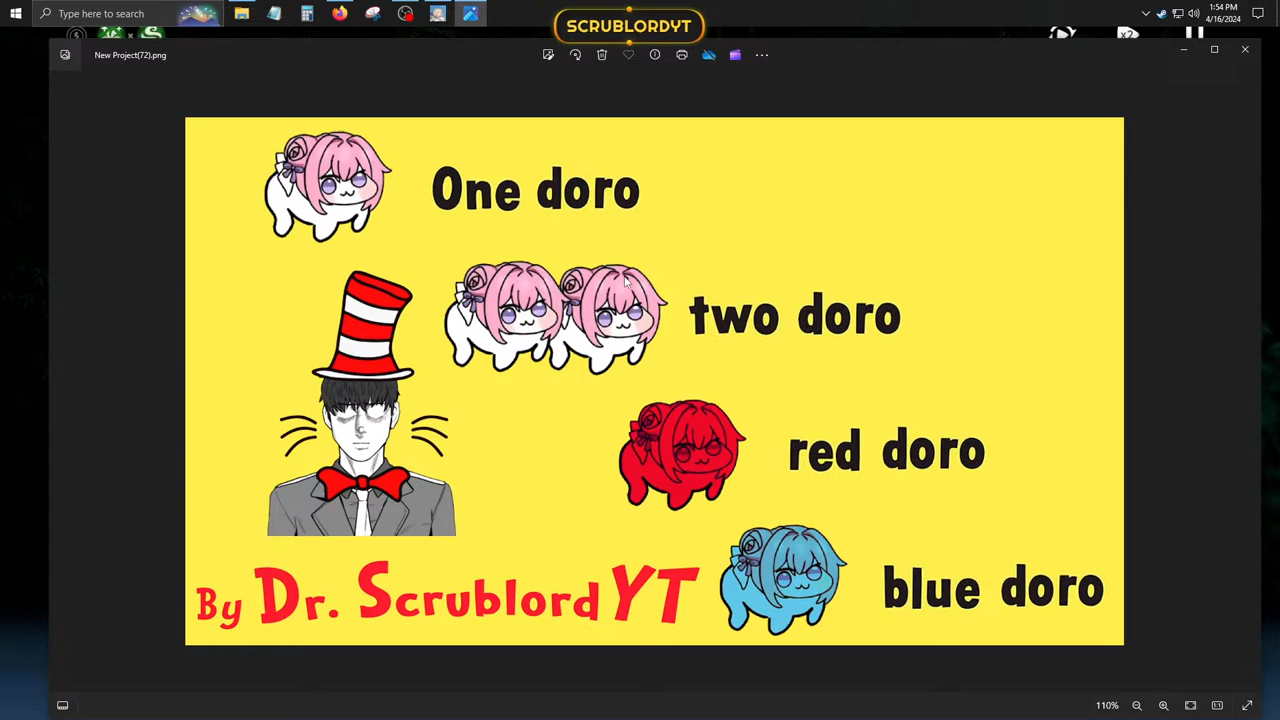 Type here to search
SCRUBLORDYT
1:54 PM
4/16/2024
x2
New Project(72).png
One doro
two doro
red doro
By Dr. ScrublordYT
blue doro
110%